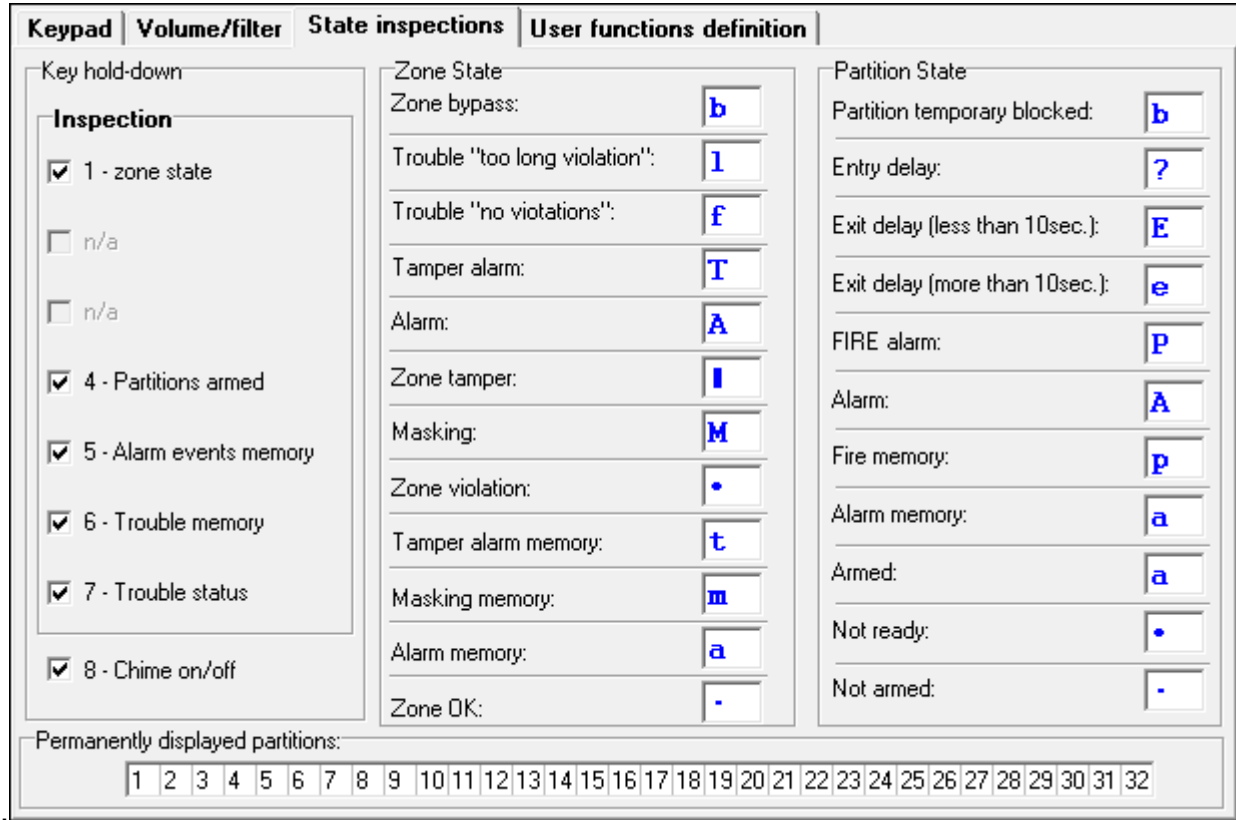 Keypad Volume/filter State inspections User functions definition
Key hold-down
Inspection
1 - zone state
n/a
n/a
4 - Partitions armed
5 - Alarm events memory
6 - Trouble memory
7 - Trouble status
8 - Chime on/off
Zone State
Zone bypass: b
Trouble "too long violation": l
Trouble "no viotations": f
Tamper alarm: T
Alarm: A
Zone tamper: ▮
Masking: M
Zone violation: •
Tamper alarm memory: t
Masking memory: m
Alarm memory: a
Zone OK: ·
Partition State
Partition temporary blocked: b
Entry delay: ?
Exit delay (less than 10sec.): E
Exit delay (more than 10sec.): e
FIRE alarm: P
Alarm: A
Fire memory: p
Alarm memory: a
Armed: a
Not ready: •
Not armed: ·
Permanently displayed partitions:
1 2 3 4 5 6 7 8 9 10 11 12 13 14 15 16 17 18 19 20 21 22 23 24 25 26 27 28 29 30 31 32